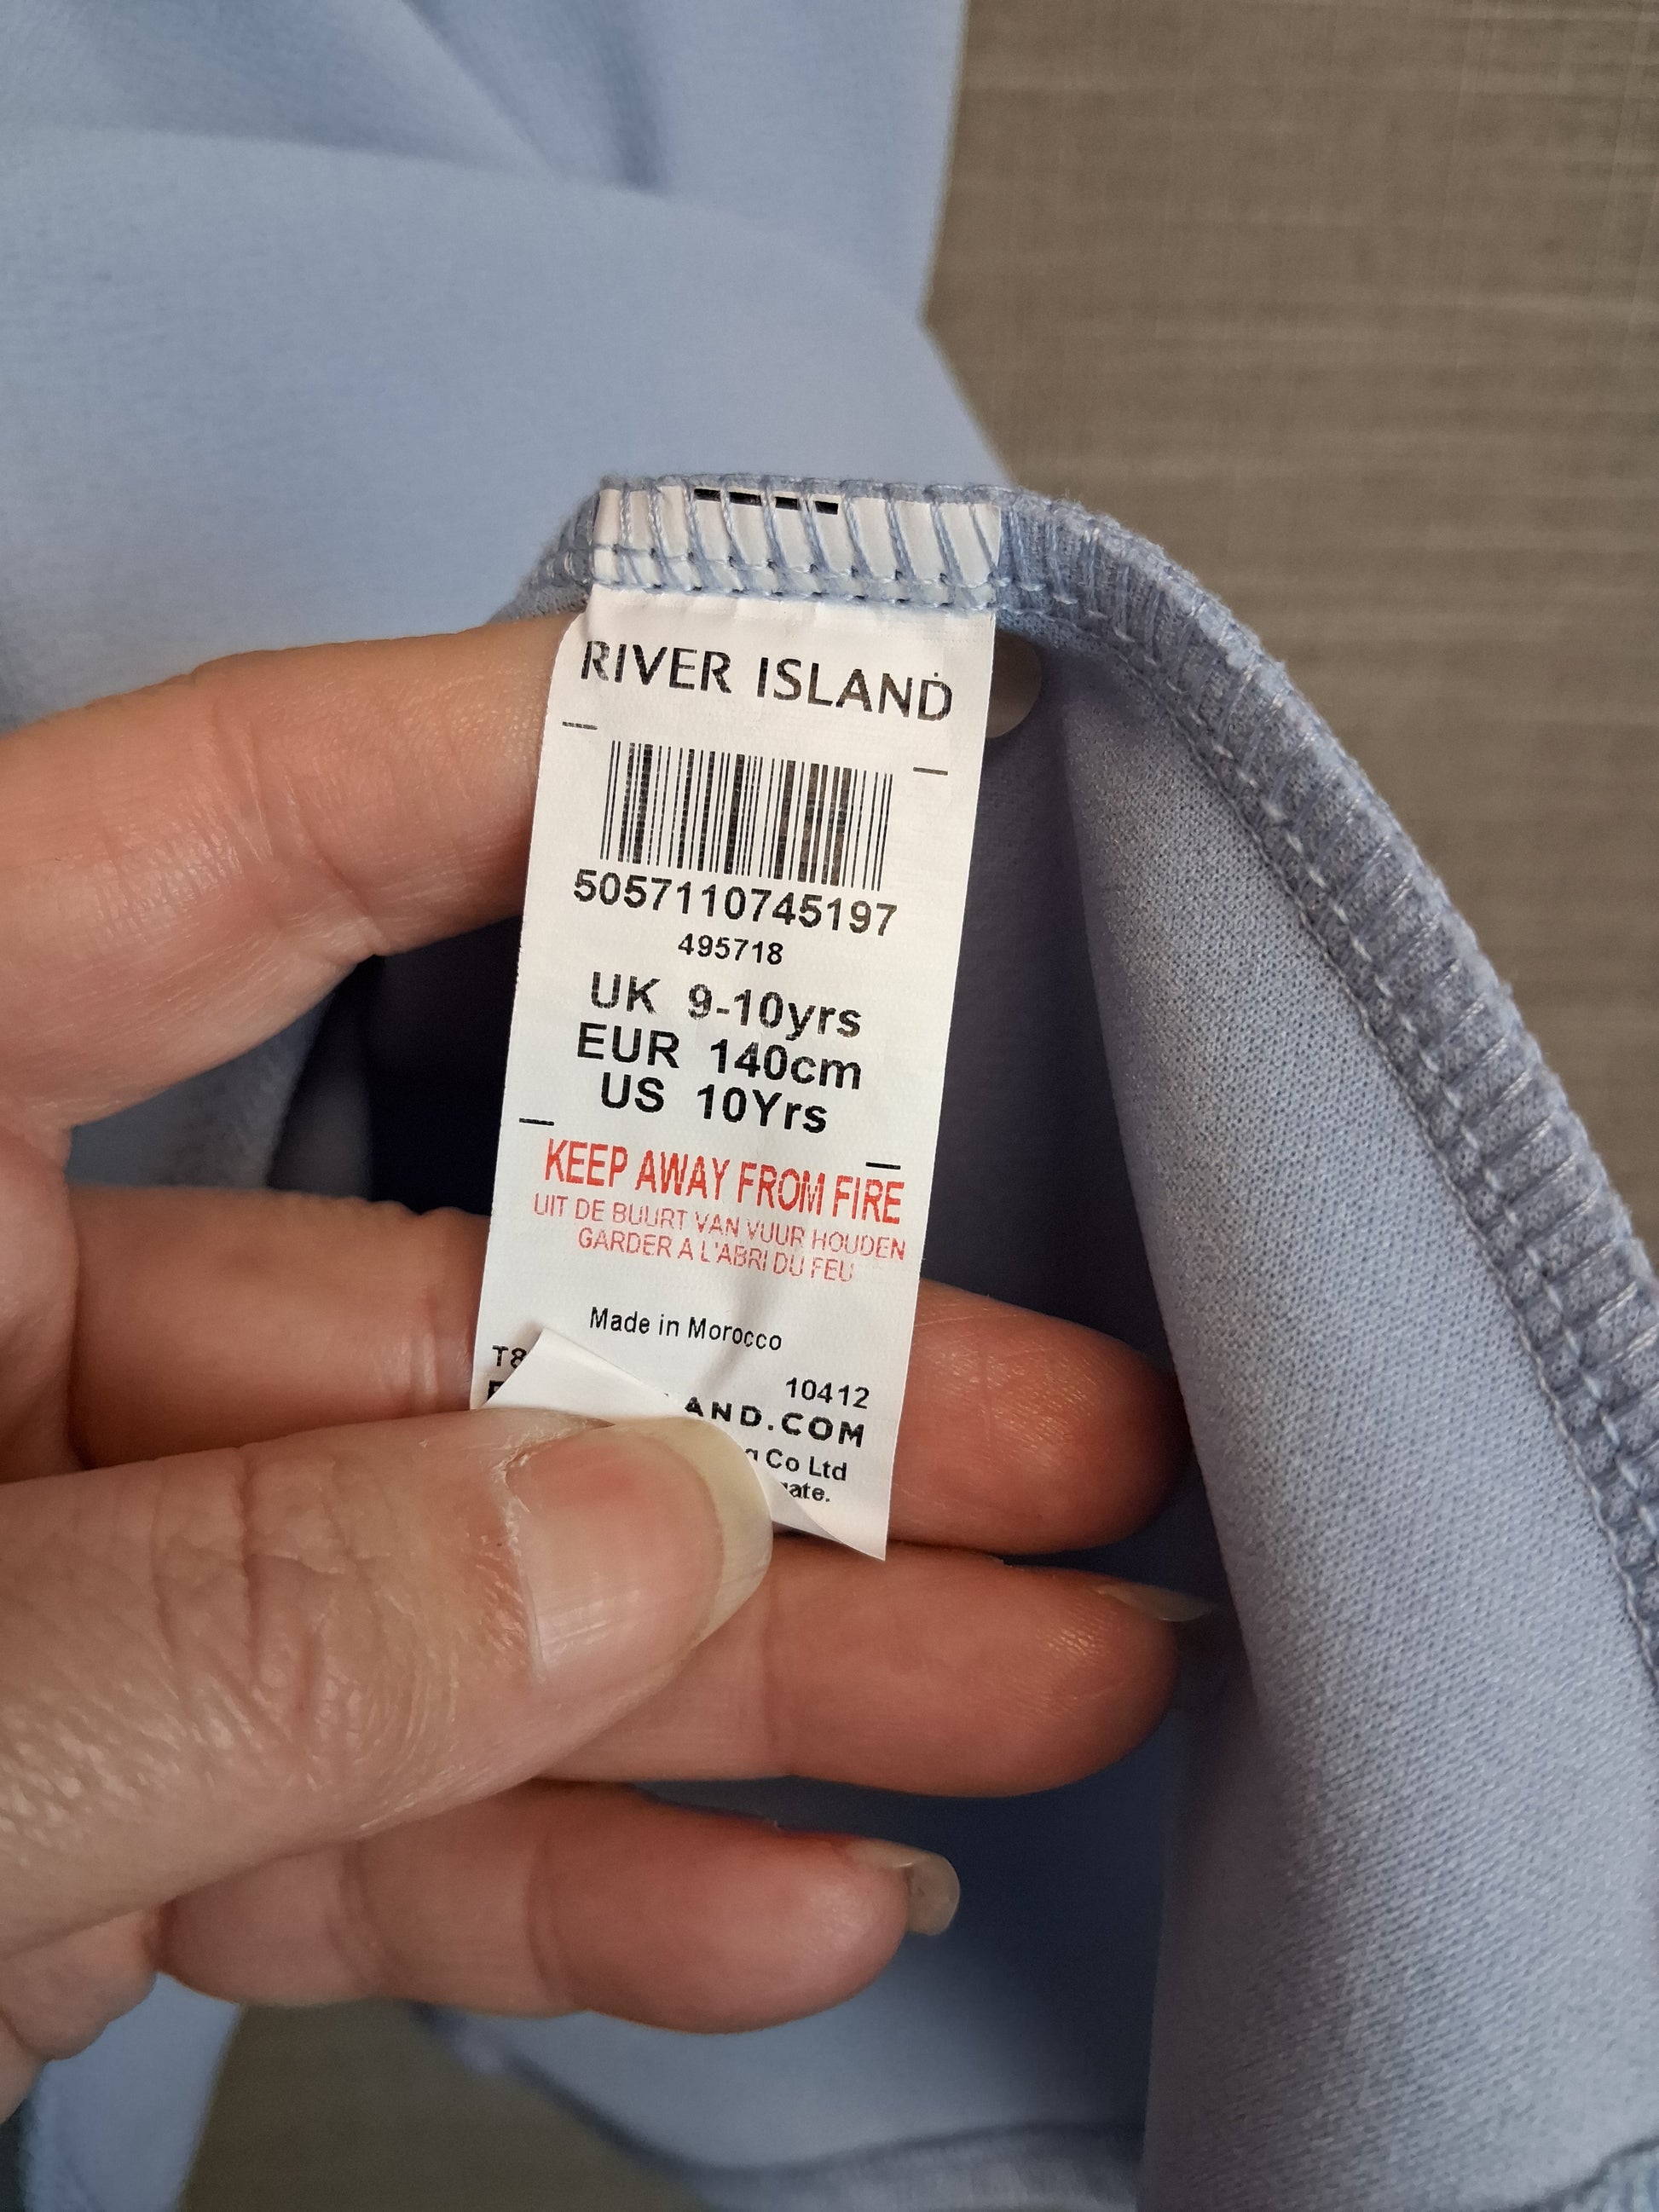 RIVER ISLAND
5057110745197
495718
UK 9-10yrs
EUR 140cm
US 10Yrs
KEEP AWAY FROM FIRE
UIT DE BUURT VAN VUUR HOUDEN
GARDER A L'ABRI DU FEU
Made in Morocco
10412
AND.COM
Co Ltd